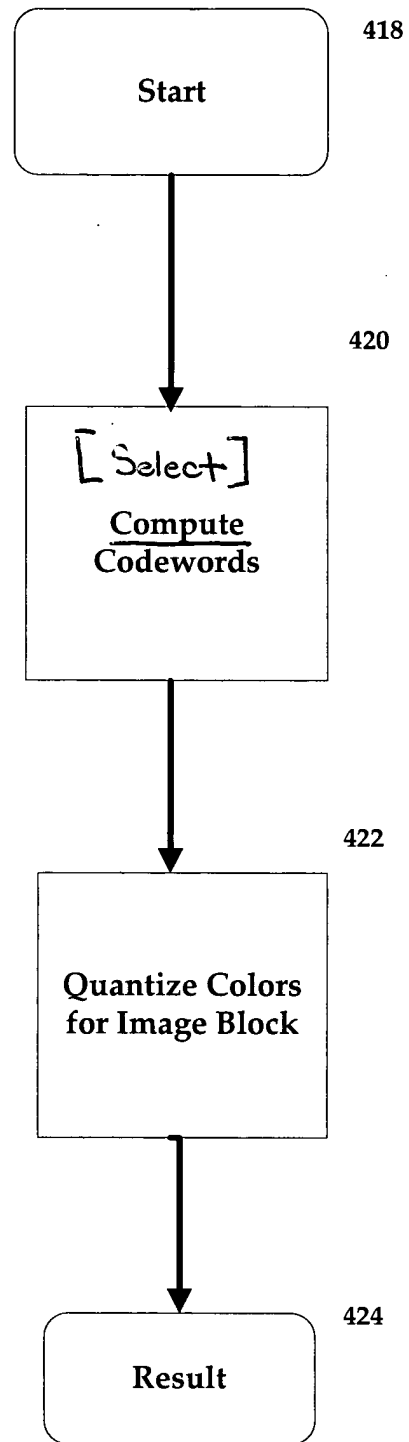 418
Start
420
[Select]
Compute
Codewords
422
Quantize Colors
for Image Block
424
Result